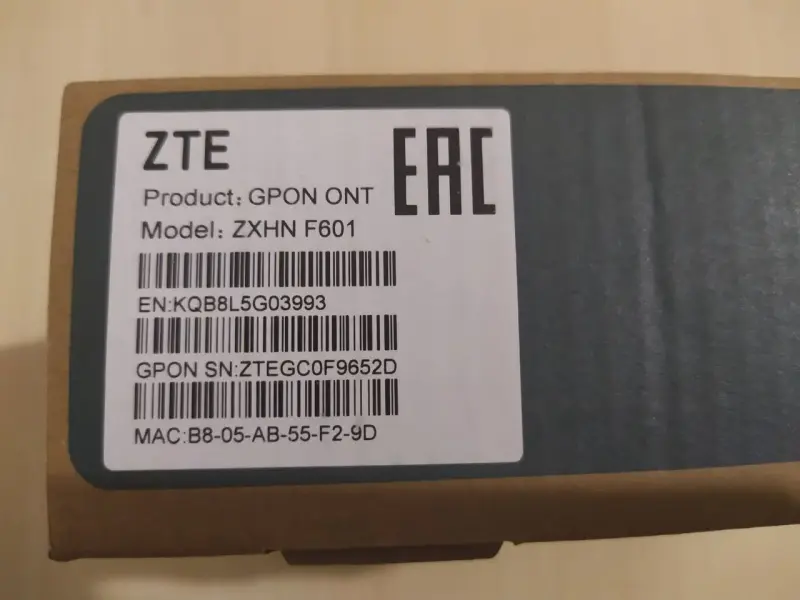 ZTE
EAC
Product: GPON ONT
Model: ZXHN F601
EN:KQB8L5G03993
GPON SN:ZTEGC0F9652D
MAC:B8-05-AB-55-F2-9D